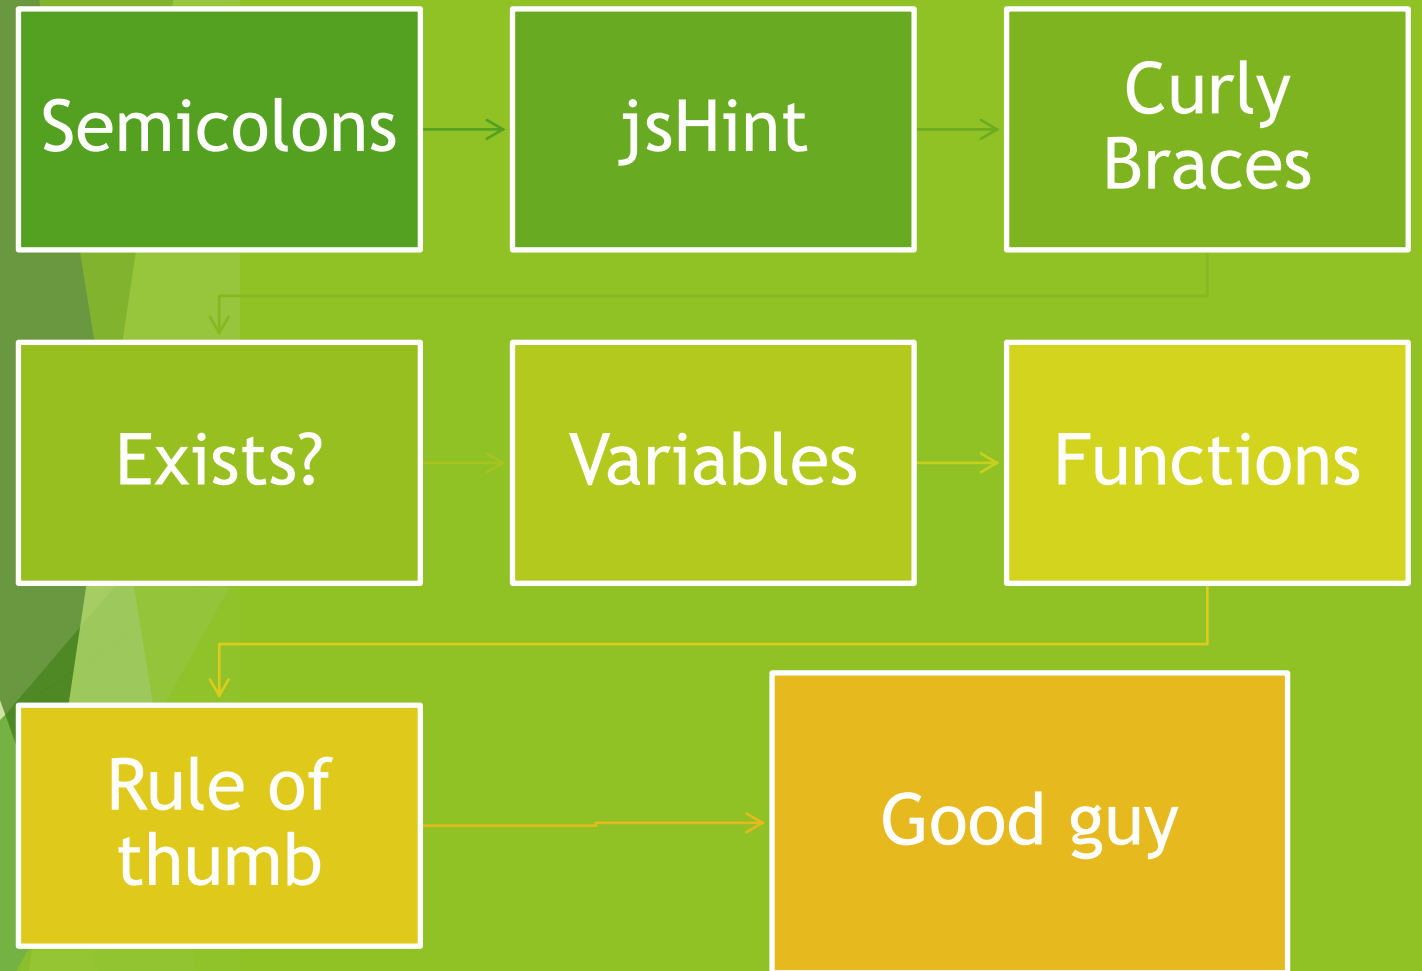 Semicolons
jsHint
Curly
Braces
Exists?
Variables
Functions
Rule of
thumb
Good guy